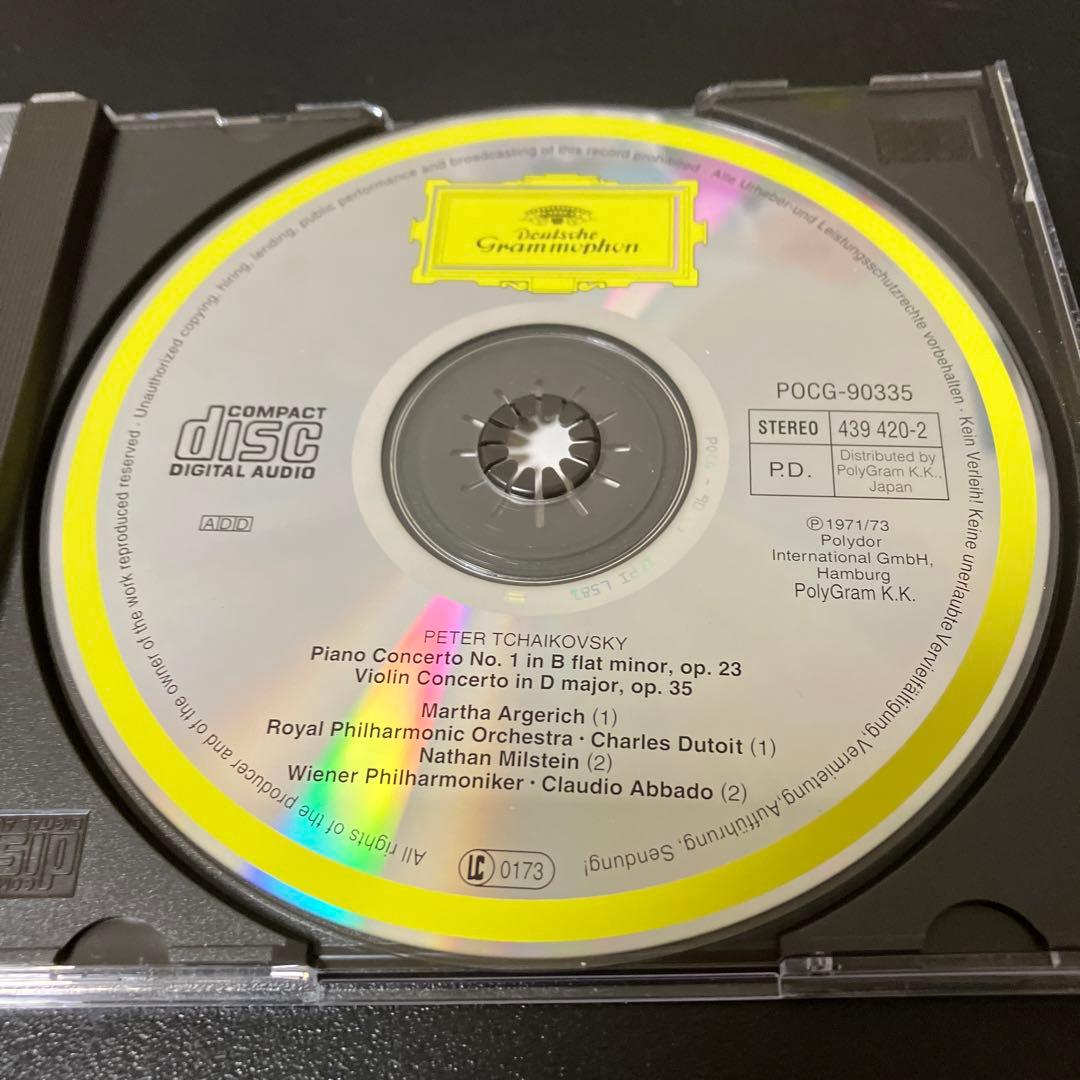 Deutsche
Grammophon
COMPACT
disc
DIGITAL AUDIO
ADD
POCG-90335
STEREO 439 420-2
P.D. Distributed by
PolyGram K.K.,
Japan
℗ 1971/73
Polydor
International GmbH,
Hamburg
PolyGram K.K.
PETER TCHAIKOVSKY
Piano Concerto No. 1 in B flat minor, op. 23
Violin Concerto in D major, op. 35
Martha Argerich (1)
Royal Philharmonic Orchestra · Charles Dutoit (1)
Nathan Milstein (2)
Wiener Philharmoniker · Claudio Abbado (2)
LC 0173
All rights of the producer and of the owner of the work reproduced reserved · Unauthorized copying, hiring, lending, public performance and broadcasting of this record prohibited · Alle Urheber-und Leistungsschutzrechte vorbehalten · Kein Verleih! Keine unerlaubte Vervielfältigung, Vermietung, Aufführung, Sendung!
POCG - 90
disc